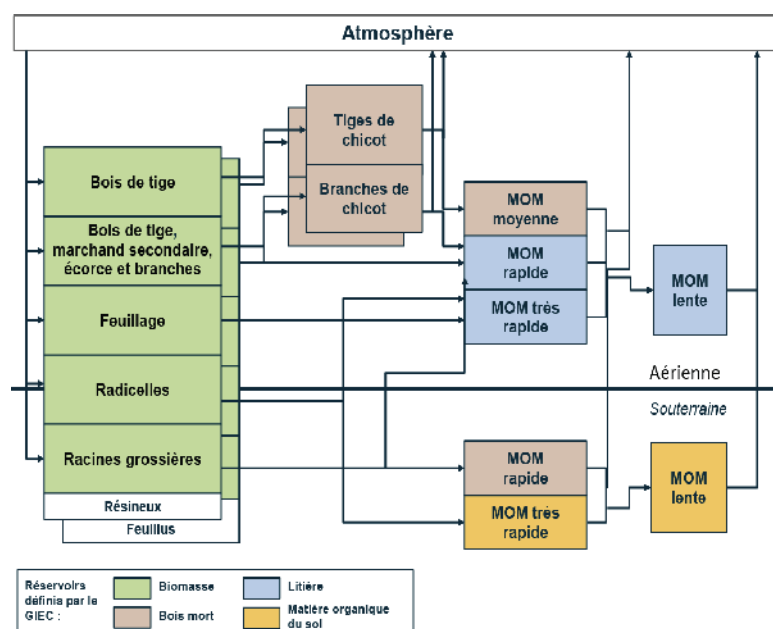 Atmosphère
Tiges de
chicot
Branches de
chicot
Bois de tige
Bois de tige,
marchand secondaire,
écorce et branches
Feuillage
Radicelles
Racines grossières
Résineux
Feuillus
MOM
moyenne
MOM
rapide
MOM très
rapide
MOM
lente
Aérienne
Souterraine
MOM
rapide
MOM très
rapide
MOM
lente
Réservoirs
définis par le
GIEC :
Biomasse
Bois mort
Litière
Matière organique
du sol